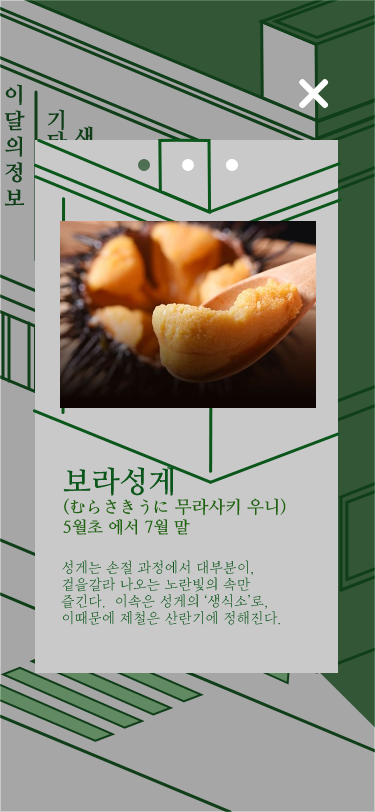 이달의정보
기
새
보라성게
(むらさきうに 무라사키 우니)
5월초 에서 7월 말
성게는 손절 과정에서 대부분이,
겉을갈라 나오는 노란빛의 속만
즐긴다. 이속은 성게의 '생식소'로,
이때문에 제철은 산란기에 정해진다.